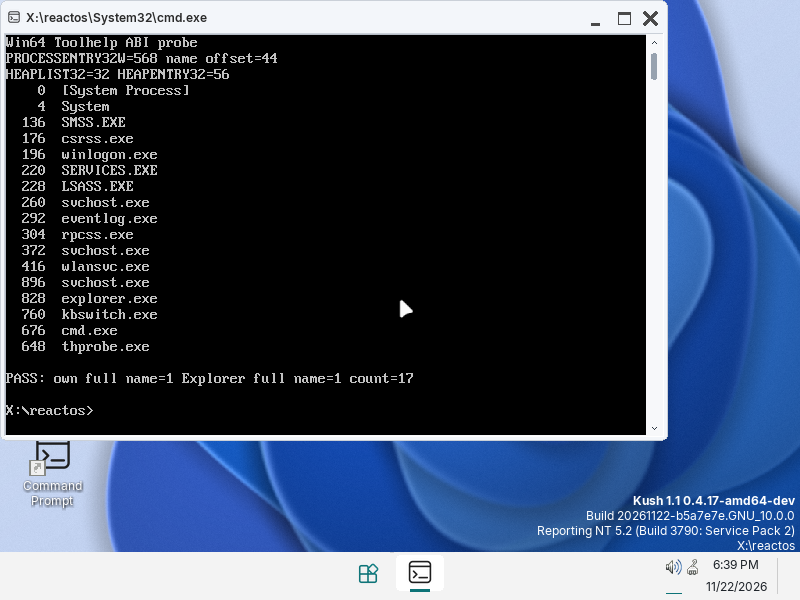 X:\reactos\System32\cmd.exe
Win64 Toolhelp ABI probe
PROCESSENTRY32W=568 name offset=44
HEAPLIST32=32 HEAPENTRY32=56
0 [System Process]
4 System
136 SMSS.EXE
176 csrss.exe
196 winlogon.exe
220 SERVICES.EXE
228 LSASS.EXE
260 svchost.exe
292 eventlog.exe
304 rpcss.exe
372 svchost.exe
416 wlansvc.exe
896 svchost.exe
828 explorer.exe
760 kbswitch.exe
676 cmd.exe
648 thprobe.exe
PASS: own full name=1 Explorer full name=1 count=17
X:\reactos>
Command
Prompt
Kush 1.1 0.4.17-amd64-dev
Build 20261122-b5a7e7e.GNU_10.0.0
Reporting NT 5.2 (Build 3790: Service Pack 2)
X:\reactos
6:39 PM
11/22/2026